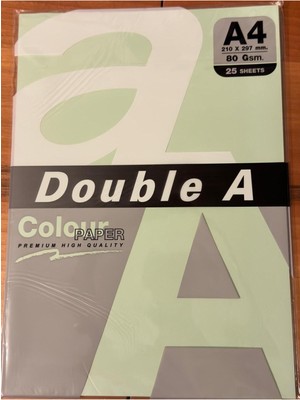 a
A4
210 X 297 mm.
80 Gsm.
25 SHEETS
Double A
Colour
PAPER
PREMIUM HIGH QUALITY
A